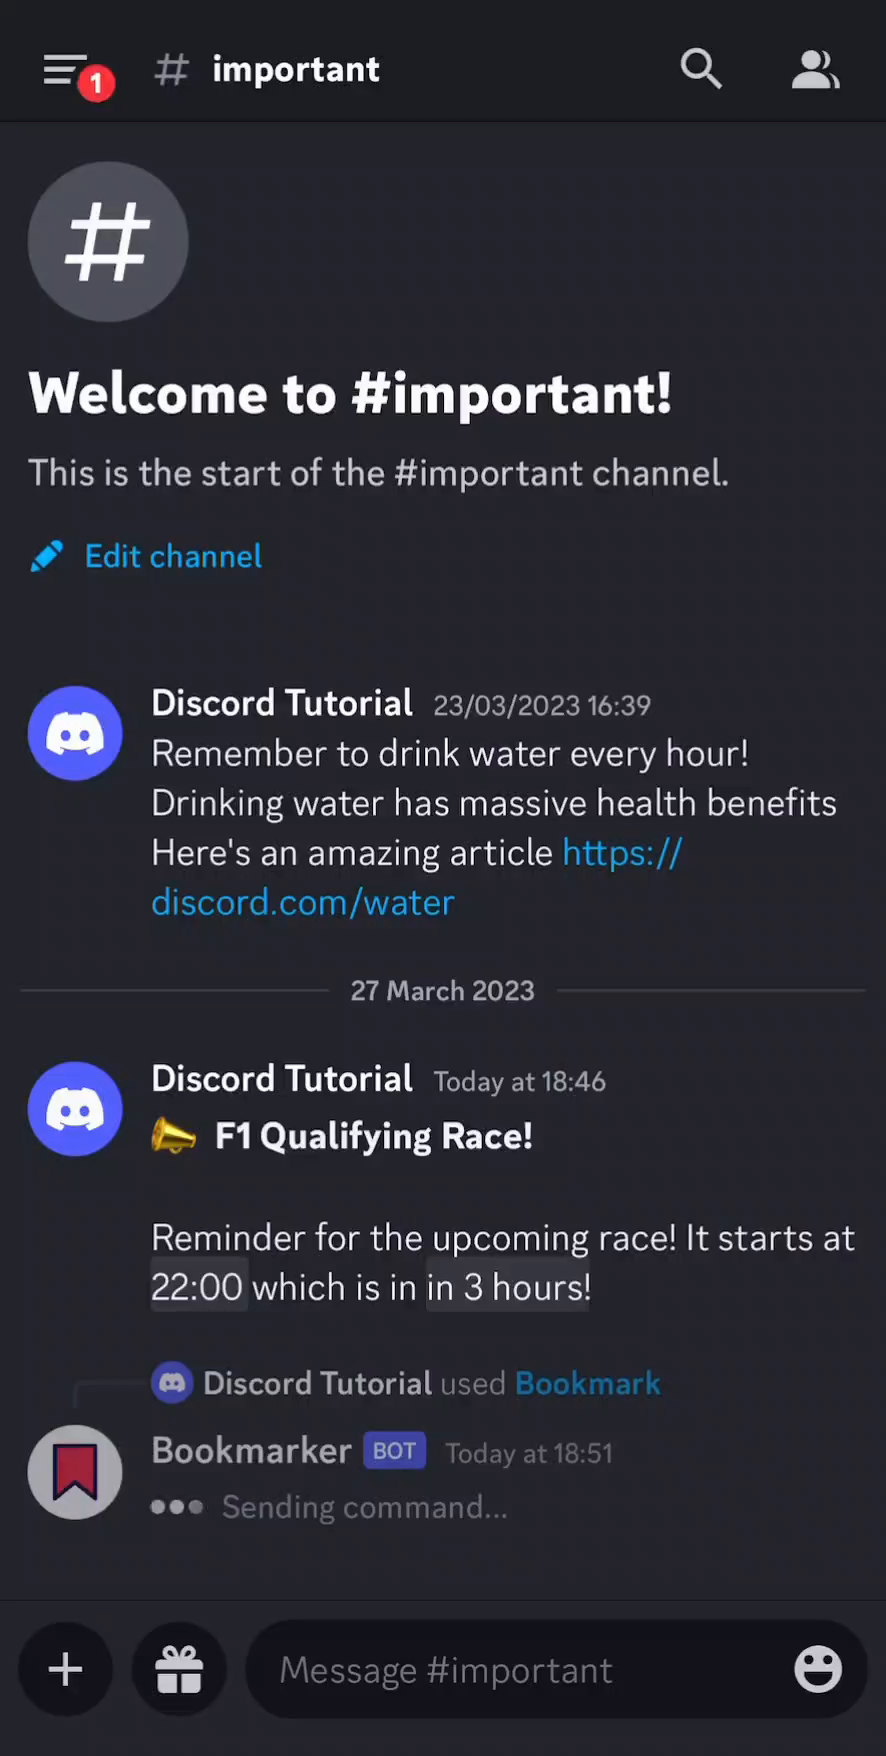 1
# important
#
Welcome to #important!
This is the start of the #important channel.
Edit channel
Discord Tutorial 23/03/2023 16:39
Remember to drink water every hour!
Drinking water has massive health benefits
Here's an amazing article https://
discord.com/water
27 March 2023
Discord Tutorial Today at 18:46
F1 Qualifying Race!
Reminder for the upcoming race! It starts at
22:00 which is in in 3 hours!
Discord Tutorial used Bookmark
Bookmarker BOT Today at 18:51
Sending command...
Message #important